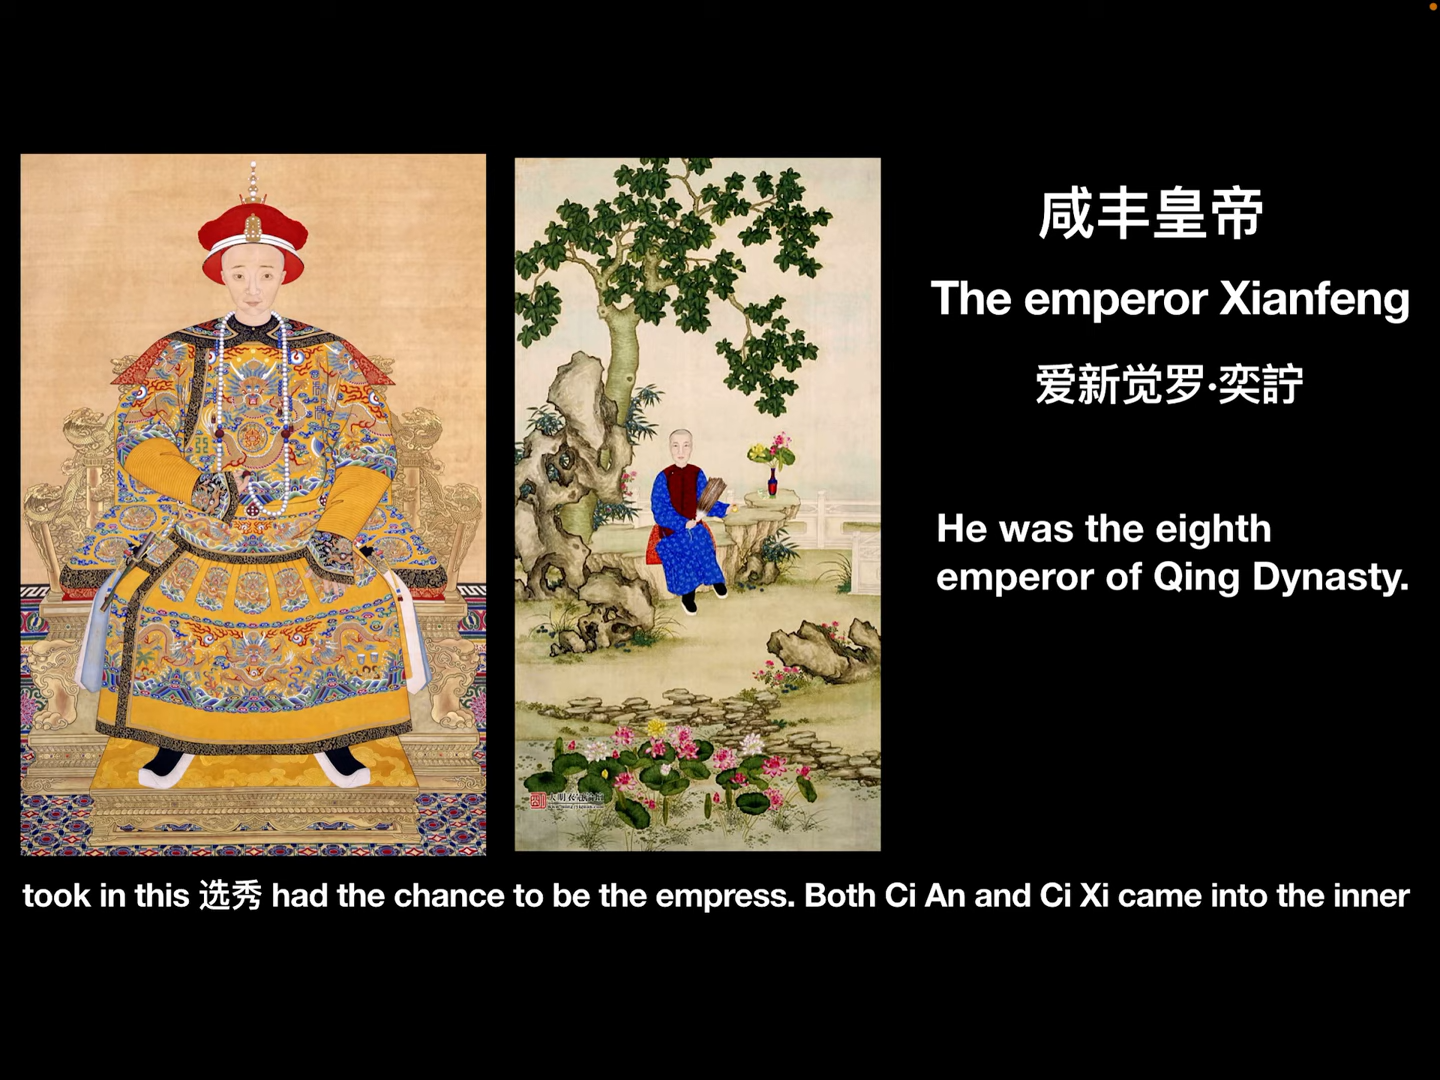 咸丰皇帝
The emperor Xianfeng
爱新觉罗·奕詝
He was the eighth
emperor of Qing Dynasty.
took in this 选秀 had the chance to be the empress. Both Ci An and Ci Xi came into the inner